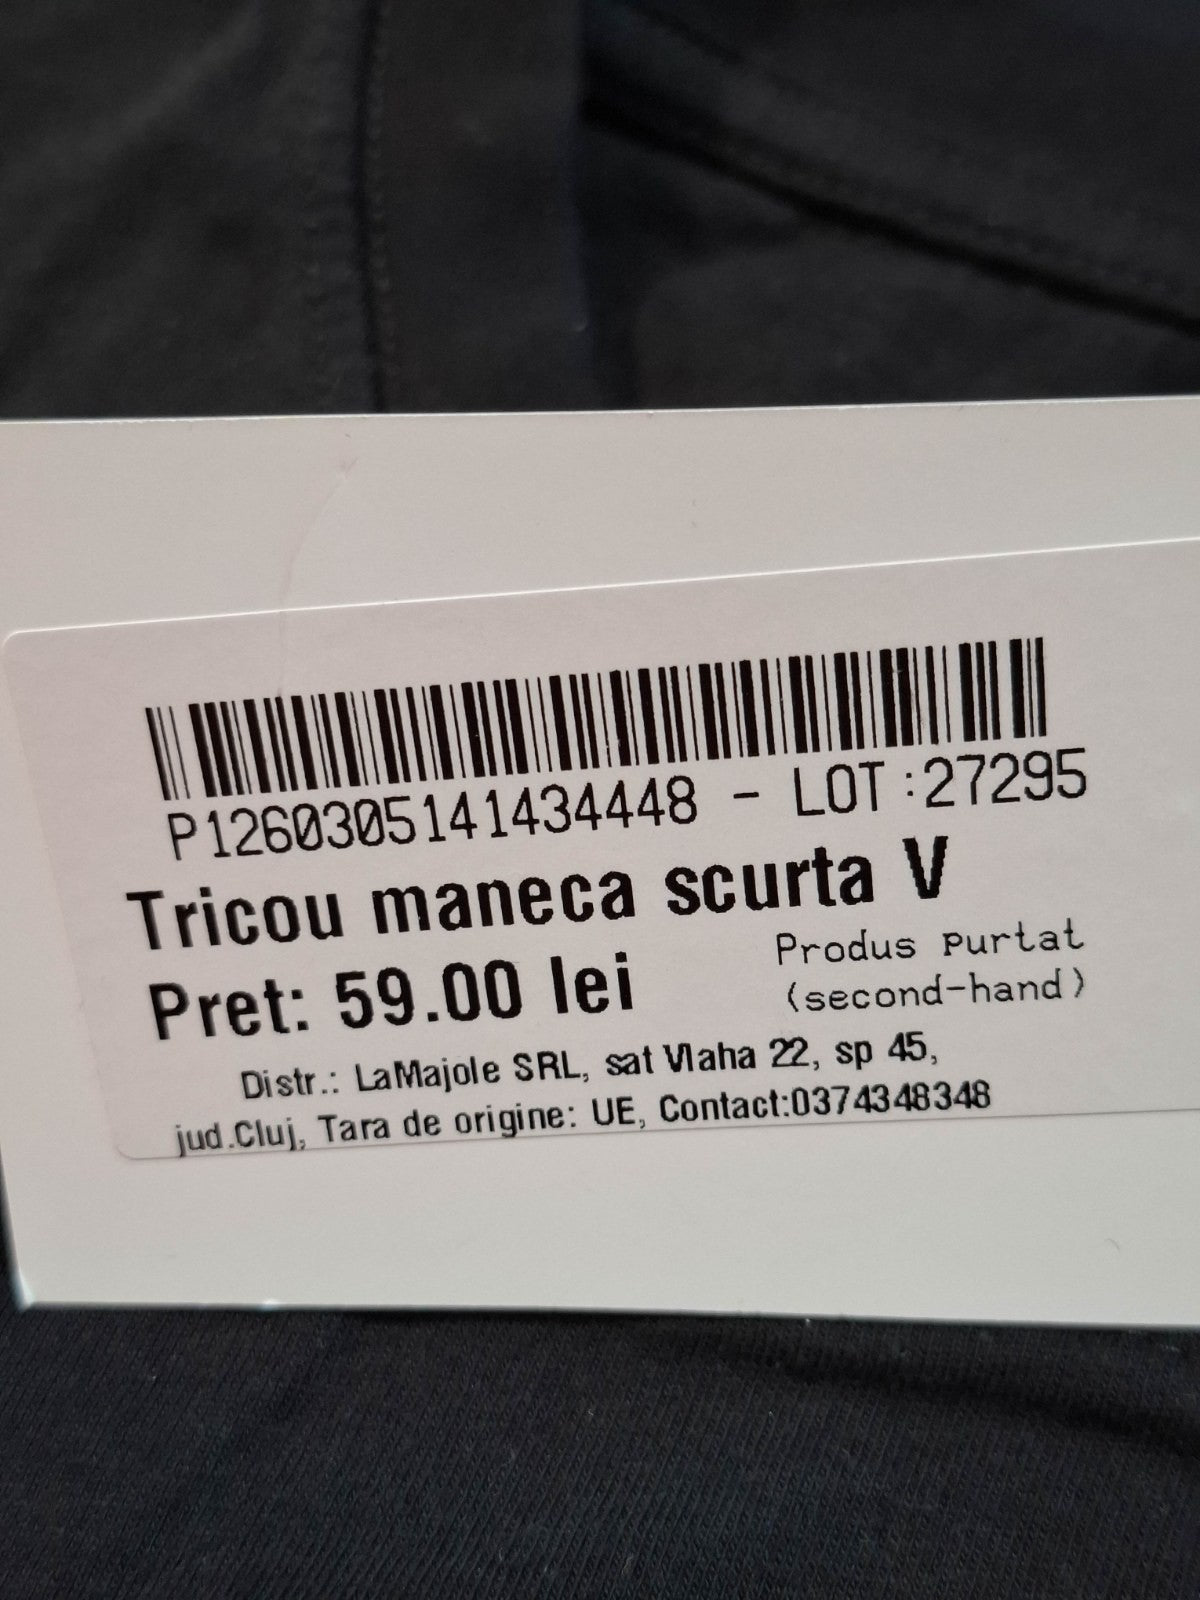 P1260305141434448 - LOT :27295
Tricou maneca scurta V
Pret: 59.00 lei
Produs purtat
(second-hand)
Distr.: LaMajole SRL, sat Vlaha 22, sp 45,
jud.Cluj, Tara de origine: UE, Contact:0374348348